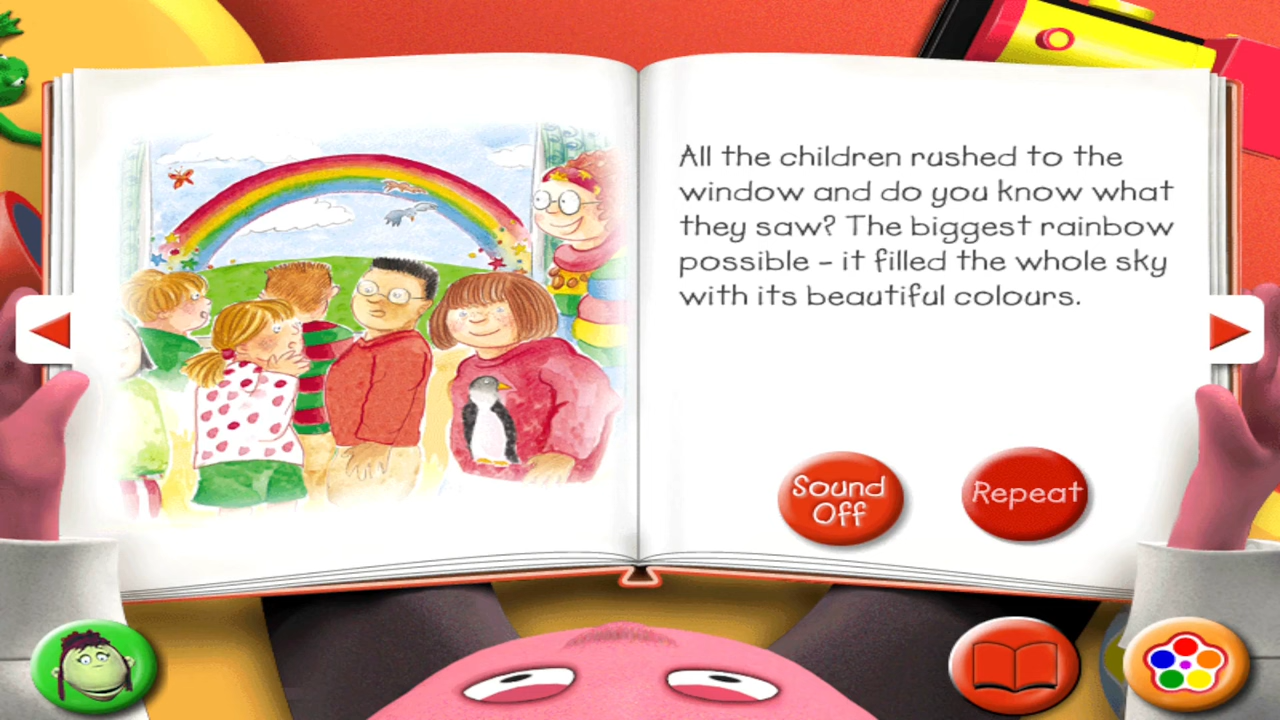 All the children rushed to the
window and do you know what
they saw? The biggest rainbow
possible - it filled the whole sky
with its beautiful colours.
Sound
Off
Repeat